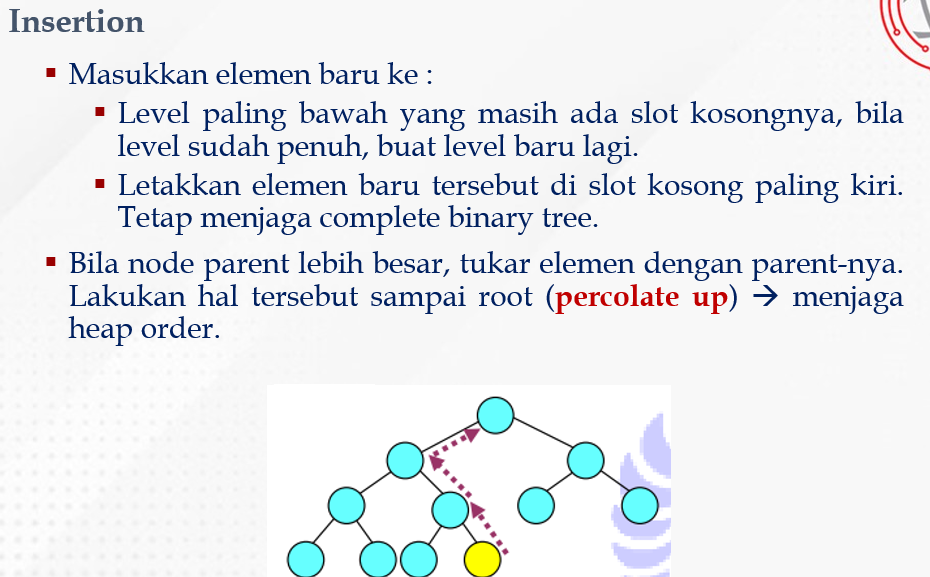 Insertion
▪ Masukkan elemen baru ke :
▪ Level paling bawah yang masih ada slot kosongnya, bila
level sudah penuh, buat level baru lagi.
▪ Letakkan elemen baru tersebut di slot kosong paling kiri.
Tetap menjaga complete binary tree.
▪ Bila node parent lebih besar, tukar elemen dengan parent-nya.
Lakukan hal tersebut sampai root (percolate up) → menjaga
heap order.